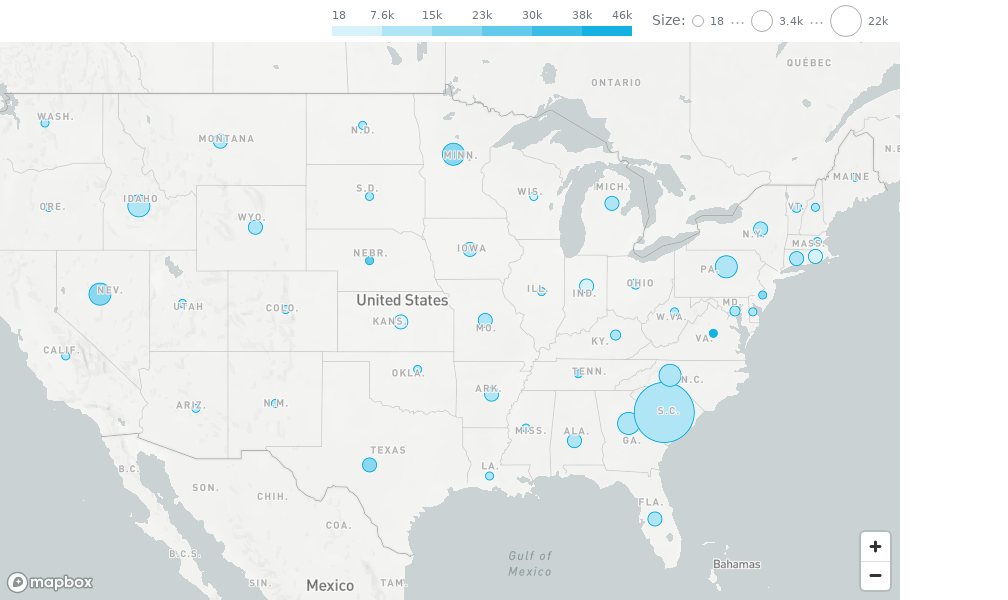 18 7.6k 15k 23k 30k 38k 46k
Size: 18 ... 3.4k ... 22k
QUÉBEC
ONTARIO
WASH.
MONTANA
N.D.
MINN.
N.B
MAINE
ORE.
IDAHO
WYO.
S.D.
WIS.
MICH.
VT.
N.Y.
MASS.
NEBR.
IOWA
PA.
NEV.
UTAH
COLO.
United States
KANS.
ILL.
IND.
OHIO
MD.
W.VA.
MO.
KY.
VA.
CALIF.
ARIZ.
N.M.
OKLA.
ARK.
TENN.
N.C.
S.C.
MISS.
ALA.
GA.
TEXAS
LA.
FLA.
B.C.
SON.
CHIH.
COA.
B.C.S.
SIN.
Mexico
TAM.
Gulf of
Mexico
Bahamas
+
−
mapbox